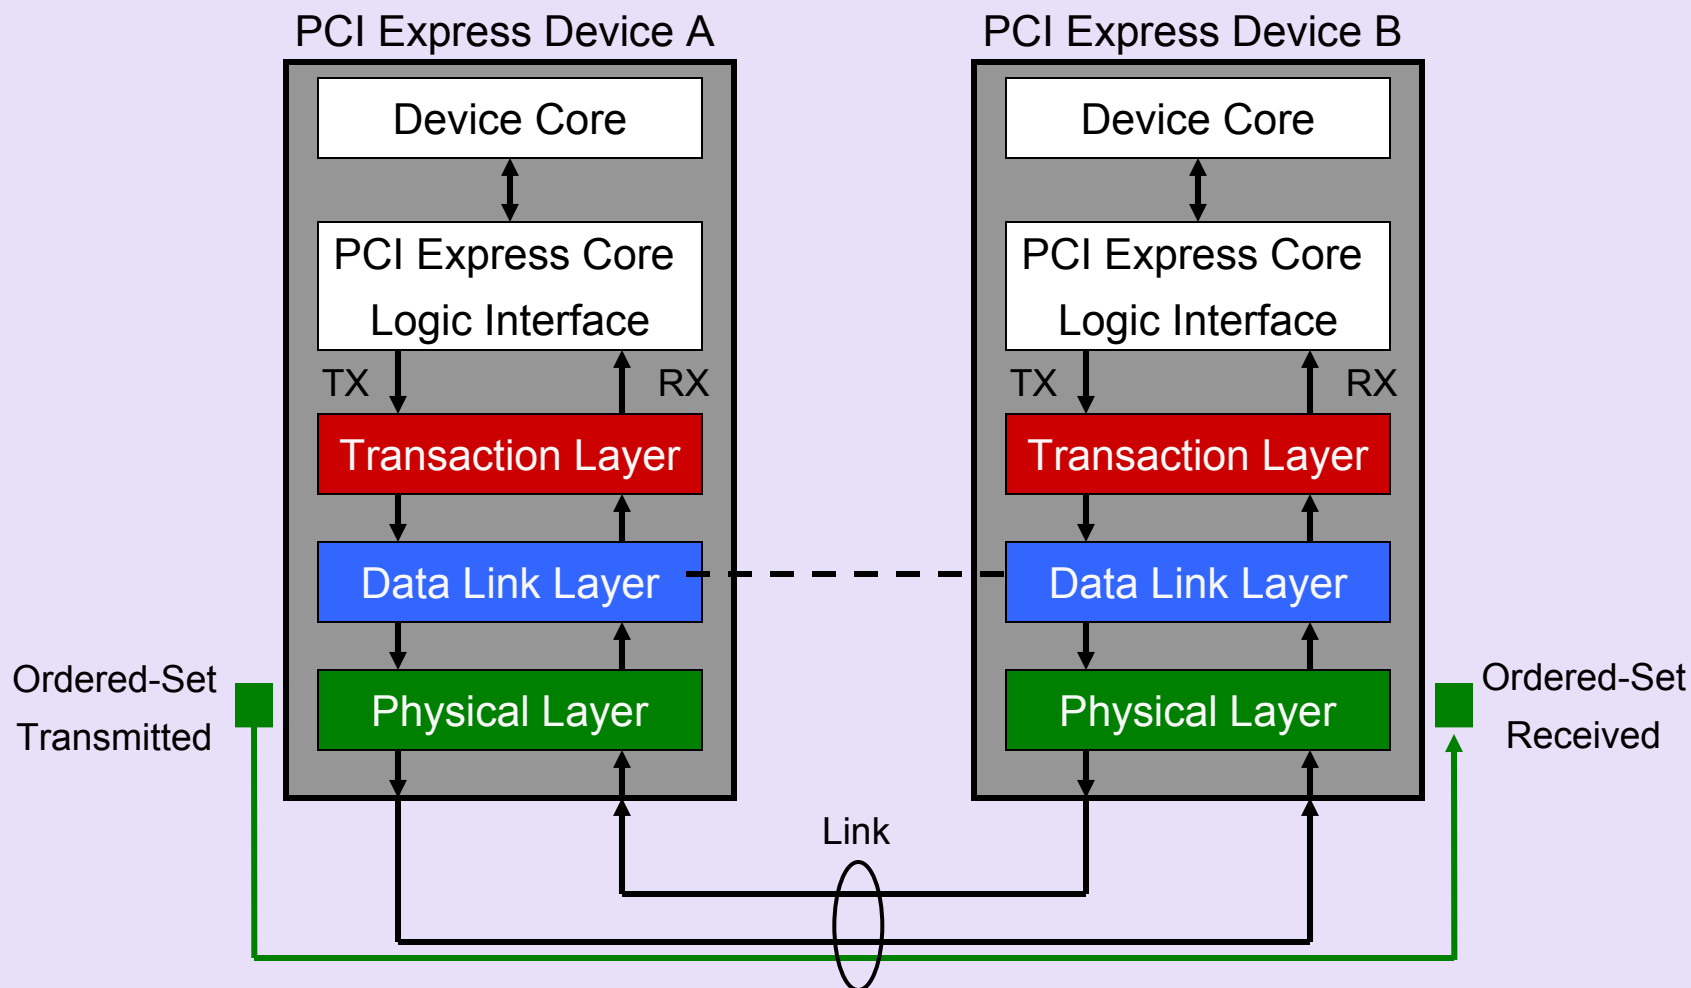 PCI Express Device A
Device Core
PCI Express Core
Logic Interface
TX
RX
Transaction Layer
Data Link Layer
Physical Layer
Ordered-Set
Transmitted
PCI Express Device B
Device Core
PCI Express Core
Logic Interface
TX
RX
Transaction Layer
Data Link Layer
Physical Layer
Ordered-Set
Received
Link